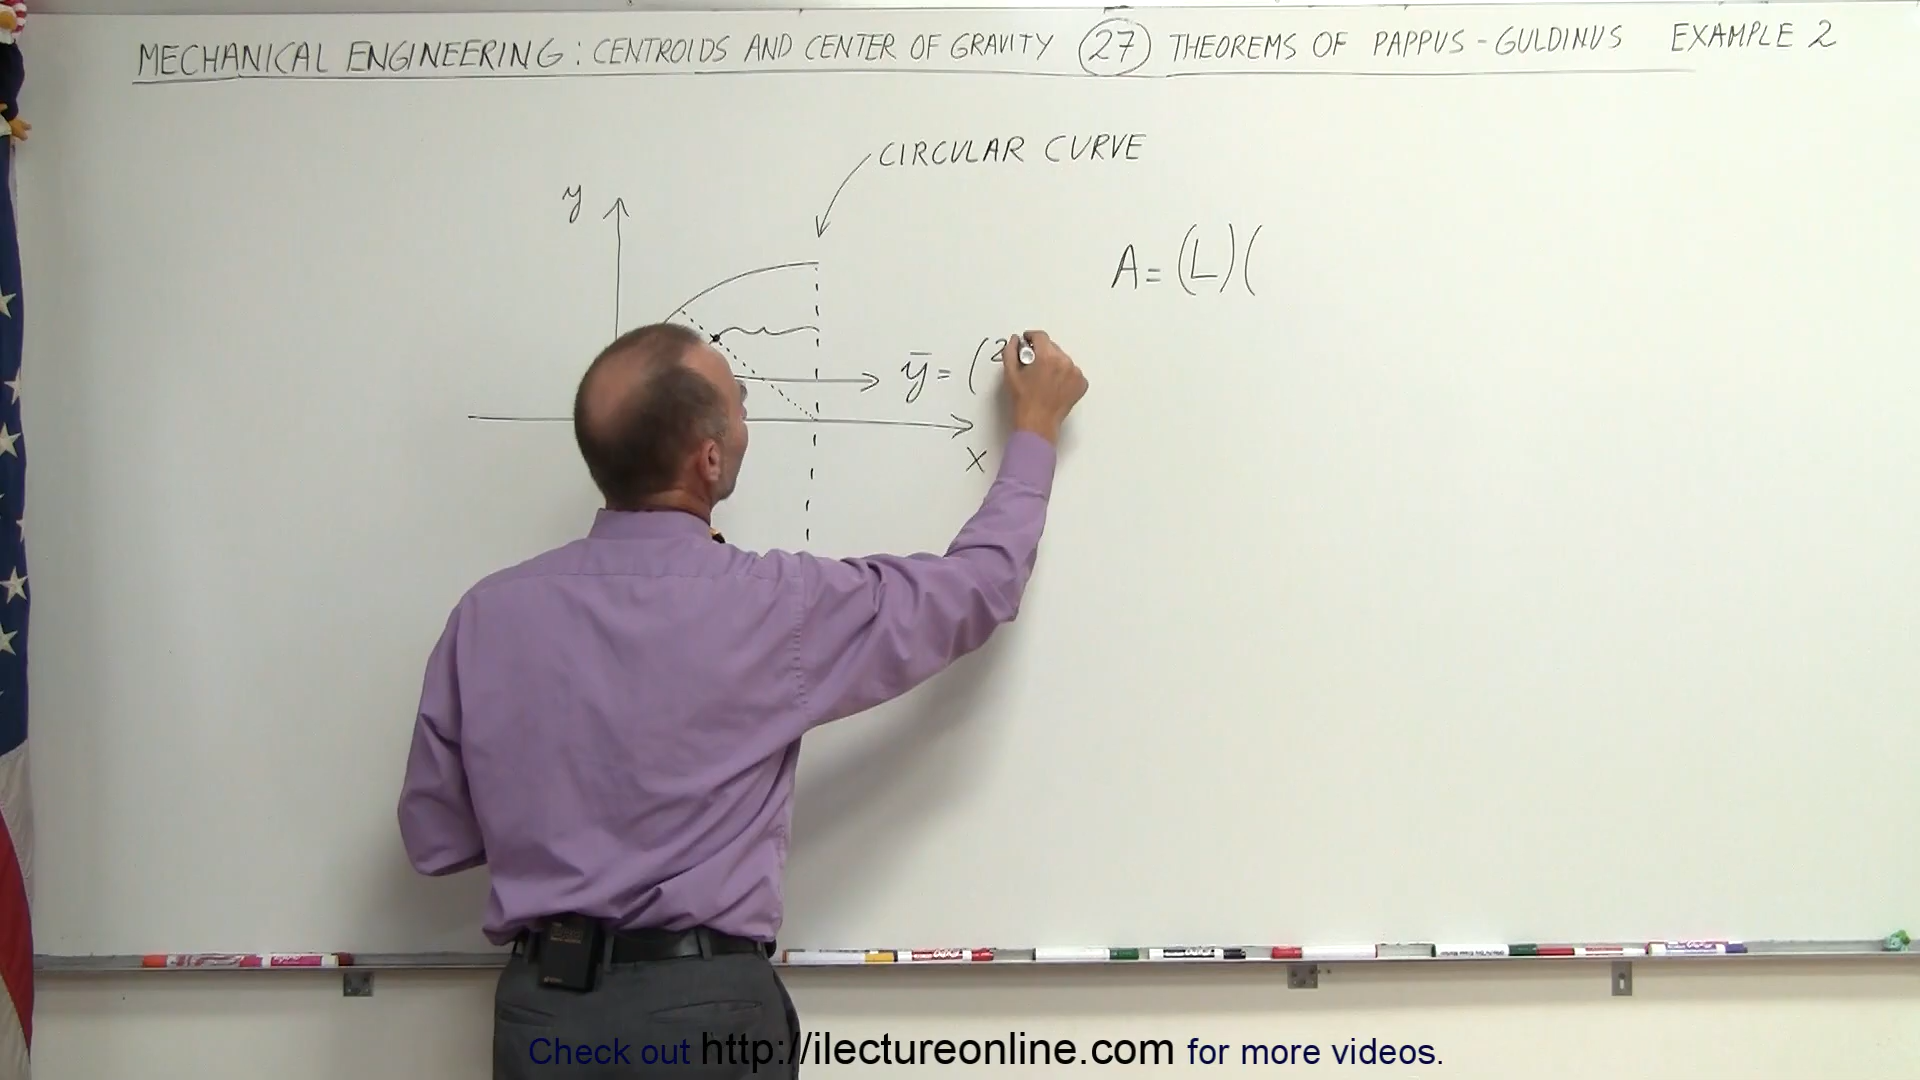 MECHANICAL ENGINEERING: CENTROIDS AND CENTER OF GRAVITY 27 THEOREMS OF PAPPUS-GULDINUS EXAMPLE 2
CIRCULAR CURVE
y
A = (L)(
ȳ = (2
x
Check out http://ilectureonline.com for more videos.